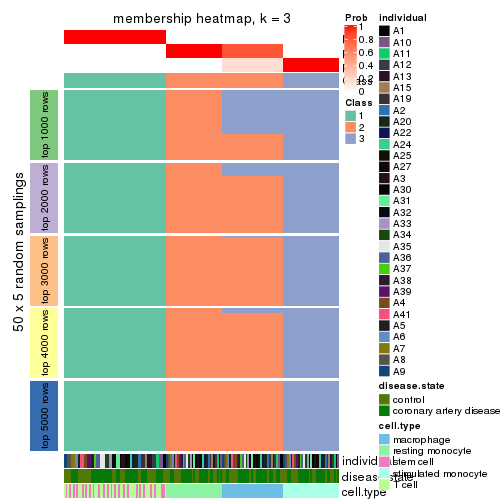 membership heatmap, k = 3
50 x 5 random samplings
top 1000 rows
top 2000 rows
top 3000 rows
top 4000 rows
top 5000 rows
individual
disease.state
cell.type
Prob
1
0.8
0.6
0.4
0.2
0
Class
1
2
3
individual
A1
A10
A11
A12
A13
A15
A19
A2
A20
A22
A24
A25
A27
A3
A30
A31
A32
A33
A34
A35
A36
A37
A38
A39
A4
A41
A5
A6
A7
A8
A9
disease.state
control
coronary artery disease
cell.type
macrophage
resting monocyte
stem cell
stimulated monocyte
T cell